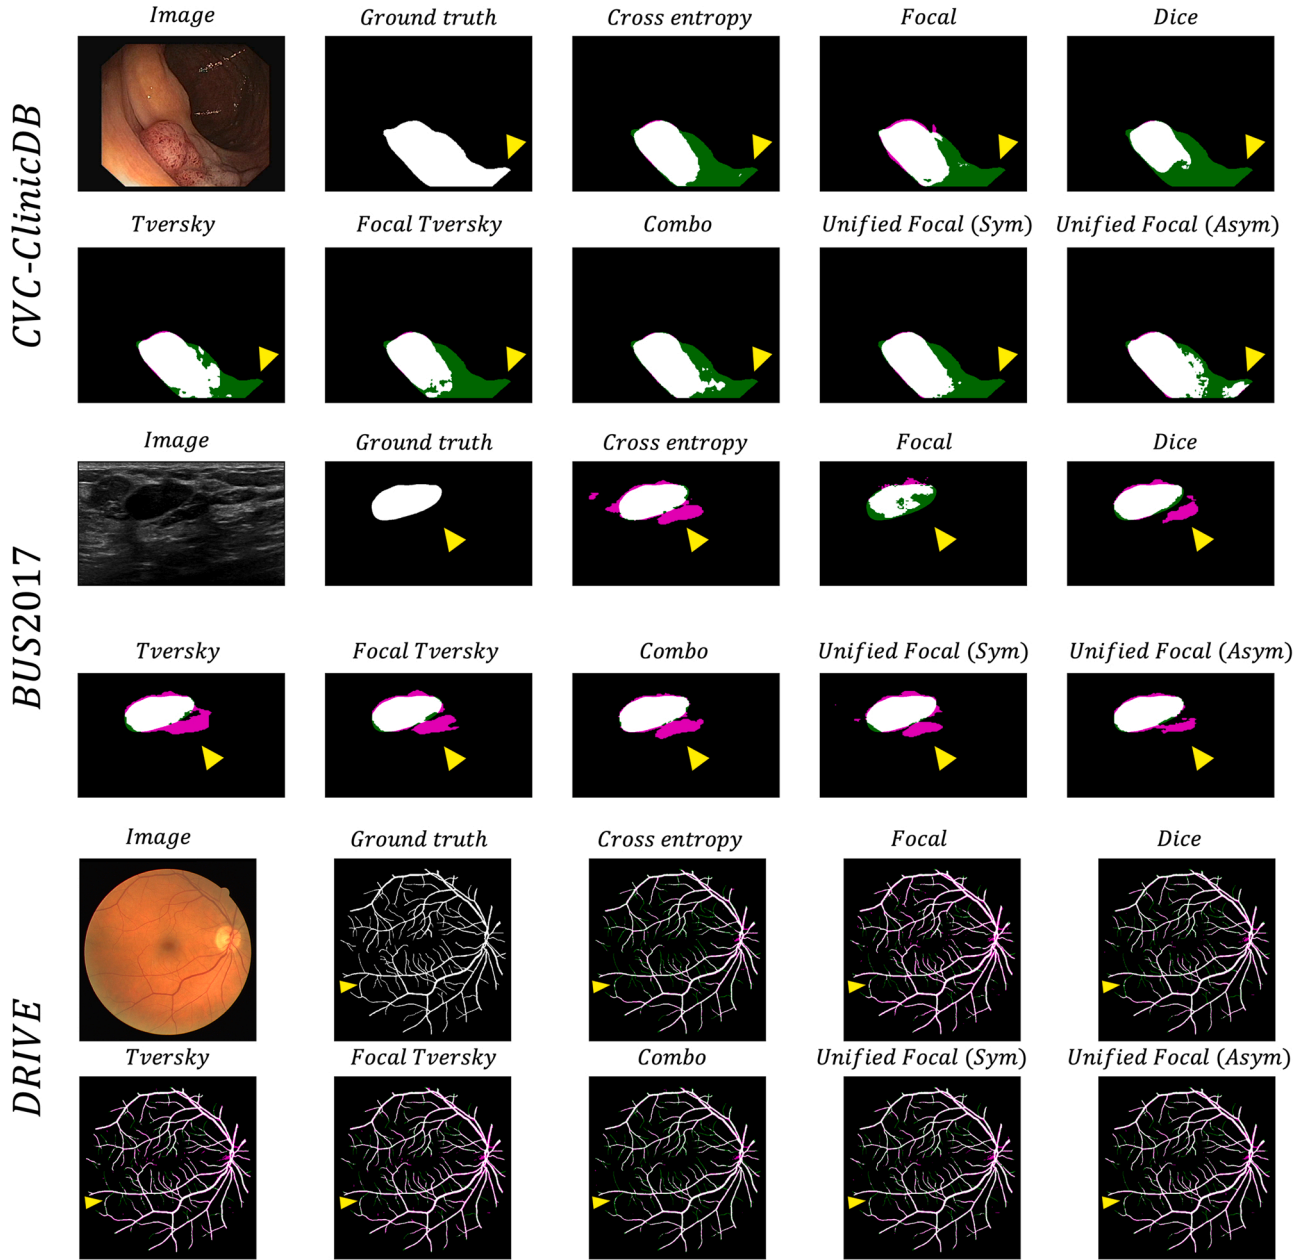 CVC-ClinicDB
Image
Ground truth
Cross entropy
Focal
Dice
Tversky
Focal Tversky
Combo
Unified Focal (Sym)
Unified Focal (Asym)
BUS2017
Image
Ground truth
Cross entropy
Focal
Dice
Tversky
Focal Tversky
Combo
Unified Focal (Sym)
Unified Focal (Asym)
DRIVE
Image
Ground truth
Cross entropy
Focal
Dice
Tversky
Focal Tversky
Combo
Unified Focal (Sym)
Unified Focal (Asym)